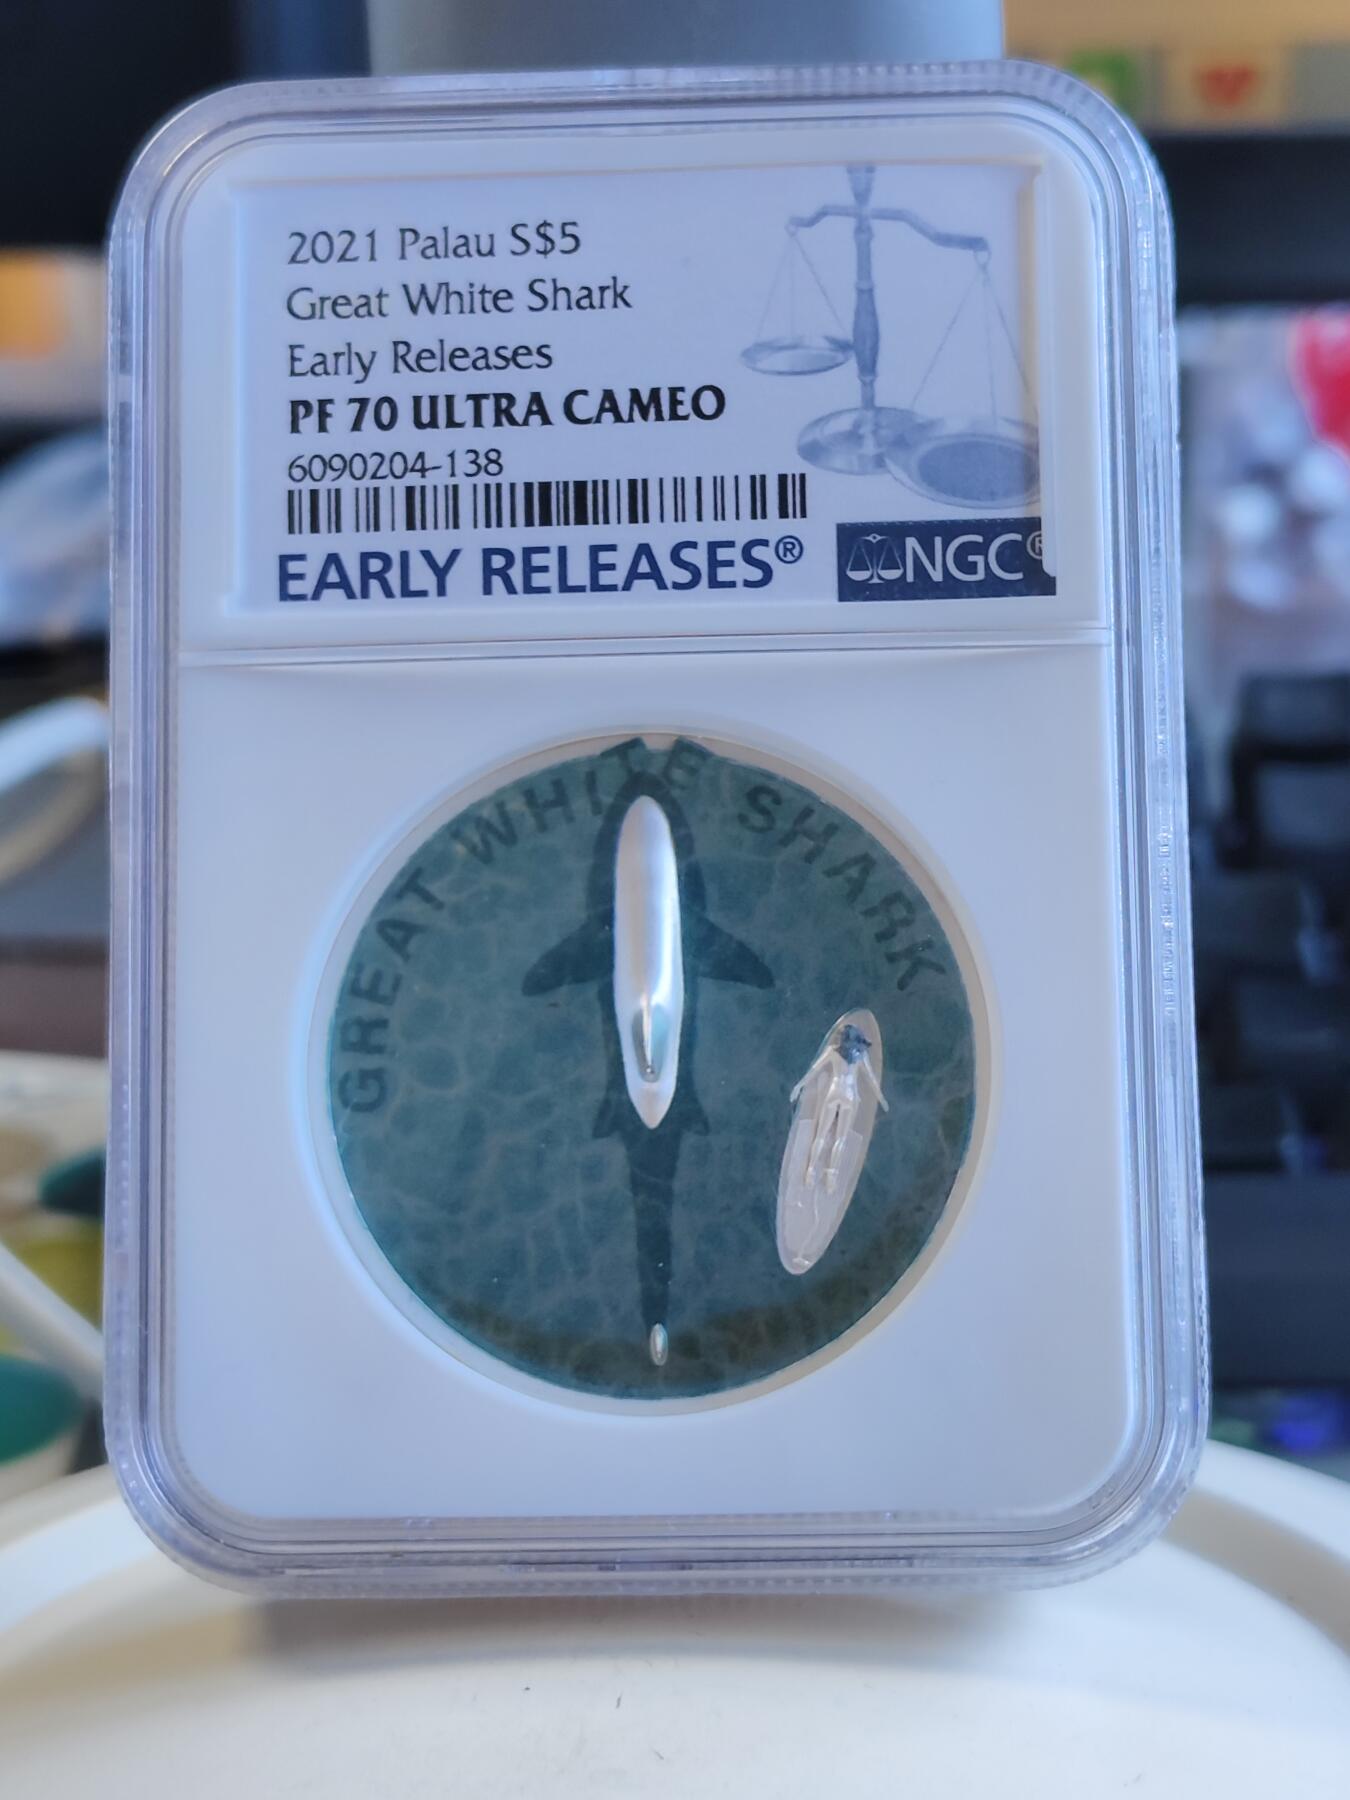 2021 Palau S$5
Great White Shark
Early Releases
PF 70 ULTRA CAMEO
6090204-138
EARLY RELEASES®
NGC®
GREAT WHITE SHARK